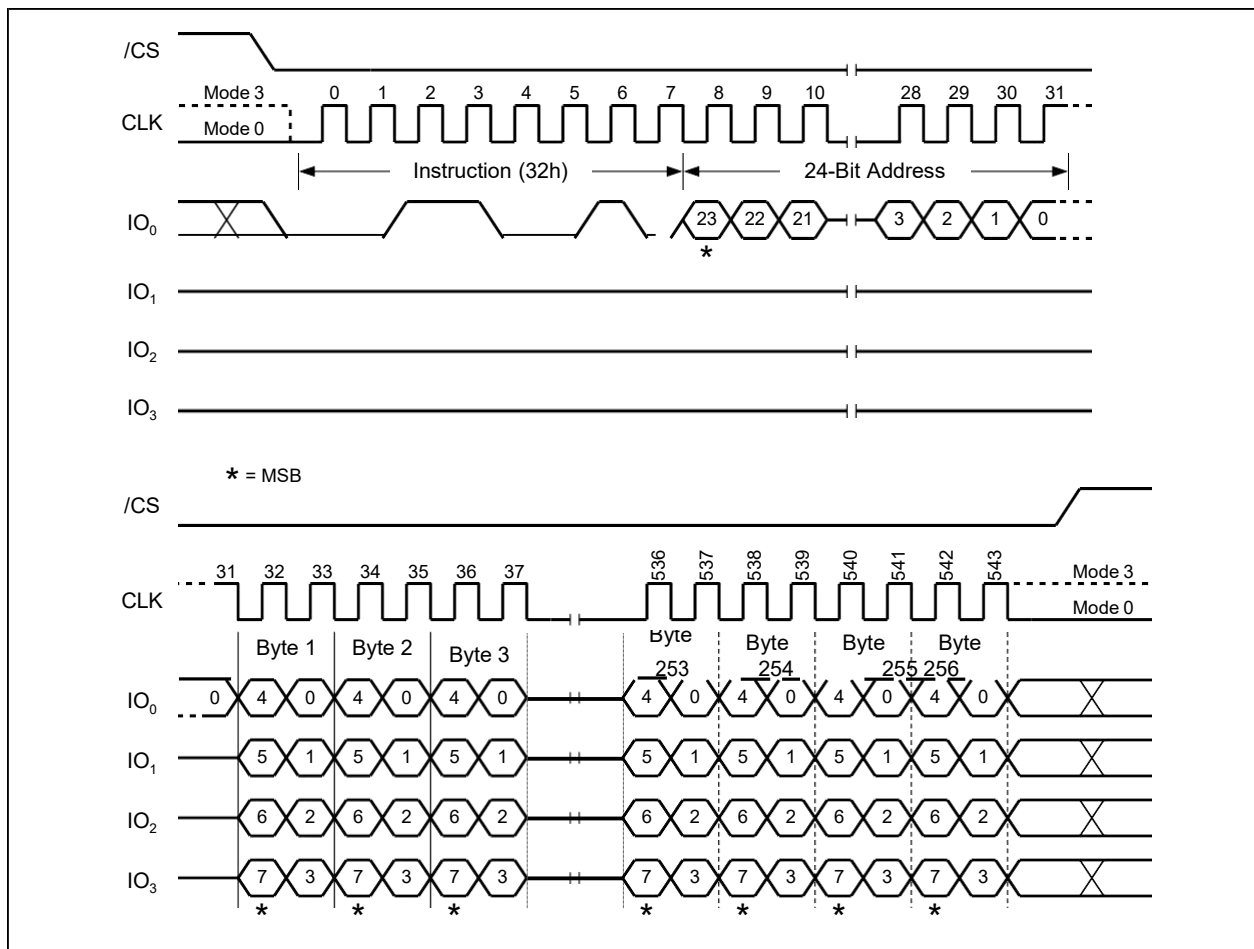 /CS
Mode 3
0 1 2 3 4 5 6 7 8 9 10 28 29 30 31
CLK
Mode 0
Instruction (32h) 24-Bit Address
IO0
23 22 21 3 2 1 0
*
IO1
IO2
IO3
* = MSB
/CS
31 32 33 34 35 36 37 536 537 538 539 540 541 542 543
Mode 3
CLK
Mode 0
Byte 1 Byte 2 Byte 3 Byte Byte Byte Byte
253 254 255 256
IO0
0 4 0 4 0 4 0 4 0 4 0 4 0 4 0
IO1
5 1 5 1 5 1 5 1 5 1 5 1 5 1
IO2
6 2 6 2 6 2 6 2 6 2 6 2 6 2
IO3
7 3 7 3 7 3 7 3 7 3 7 3 7 3
* * * * * * *